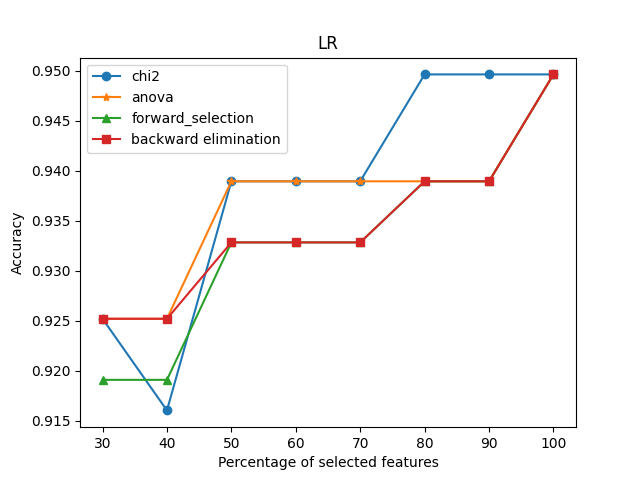 LR
0.950
0.945
0.940
0.935
0.930
0.925
0.920
0.915
Accuracy
chi2
anova
forward_selection
backward elimination
30 40 50 60 70 80 90 100
Percentage of selected features